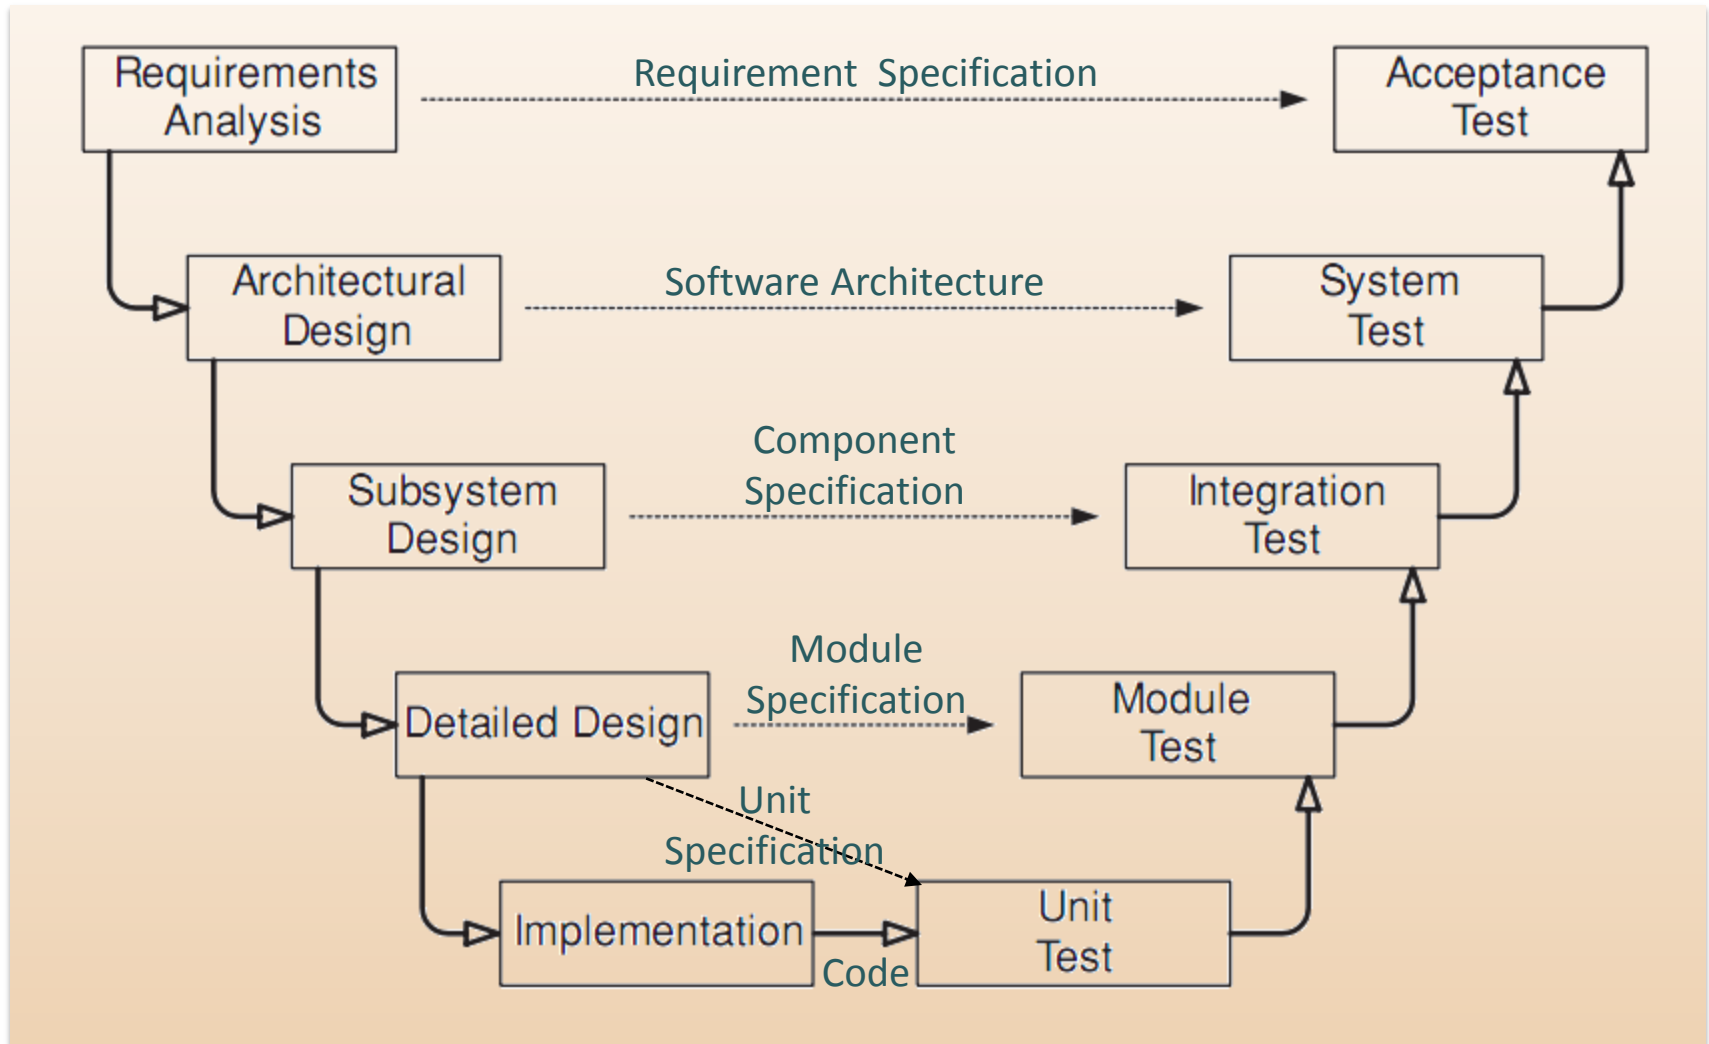 Requirements
Analysis
Requirement  Specification
Acceptance
Test
Architectural
Design
Software Architecture
System
Test
Subsystem
Design
Component
Specification
Integration
Test
Detailed Design
Module
Specification
Module
Test
Unit
Specification
Implementation
Code
Unit
Test